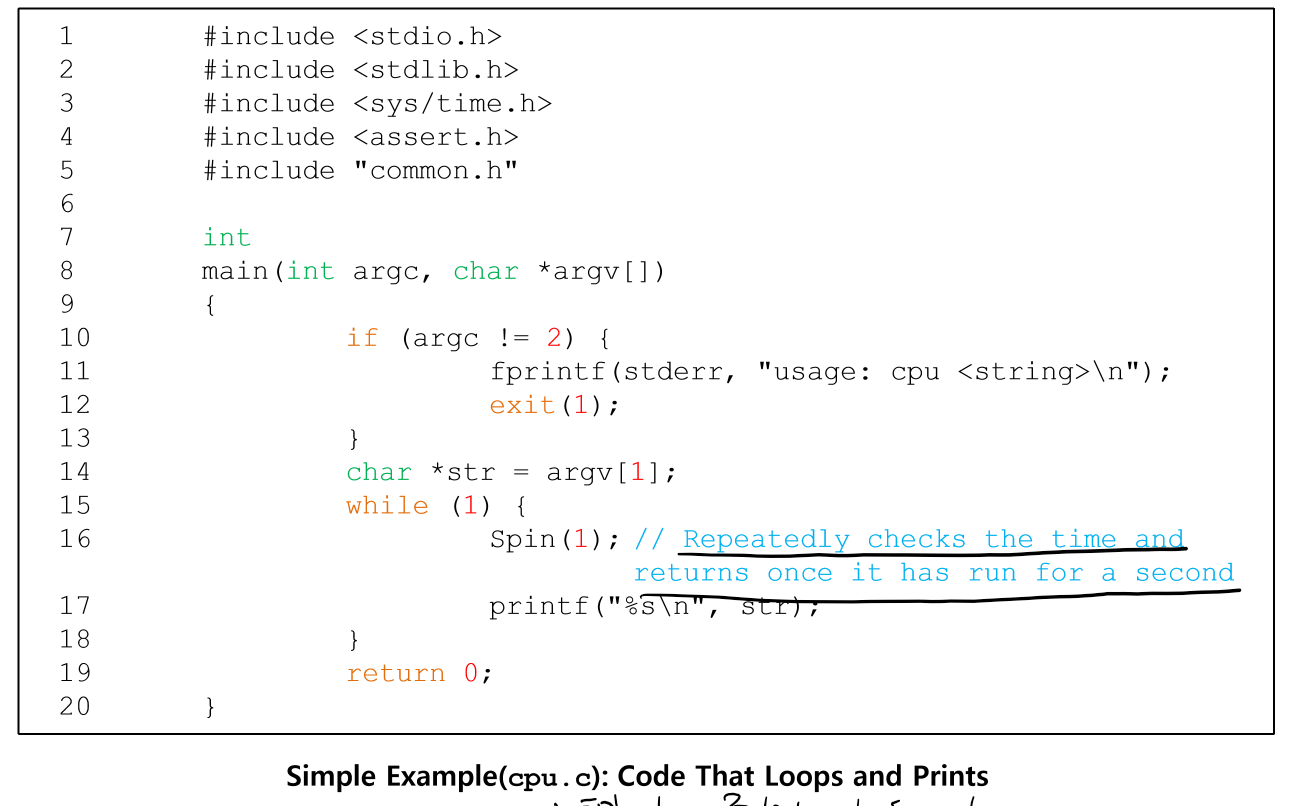 1 #include <stdio.h>
2 #include <stdlib.h>
3 #include <sys/time.h>
4 #include <assert.h>
5 #include "common.h"
6
7 int
8 main(int argc, char *argv[])
9 {
10 if (argc != 2) {
11 fprintf(stderr, "usage: cpu <string>\n");
12 exit(1);
13 }
14 char *str = argv[1];
15 while (1) {
16 Spin(1); // Repeatedly checks the time and
returns once it has run for a second
17 printf("%s\n", str);
18 }
19 return 0;
20 }
Simple Example(cpu.c): Code That Loops and Prints